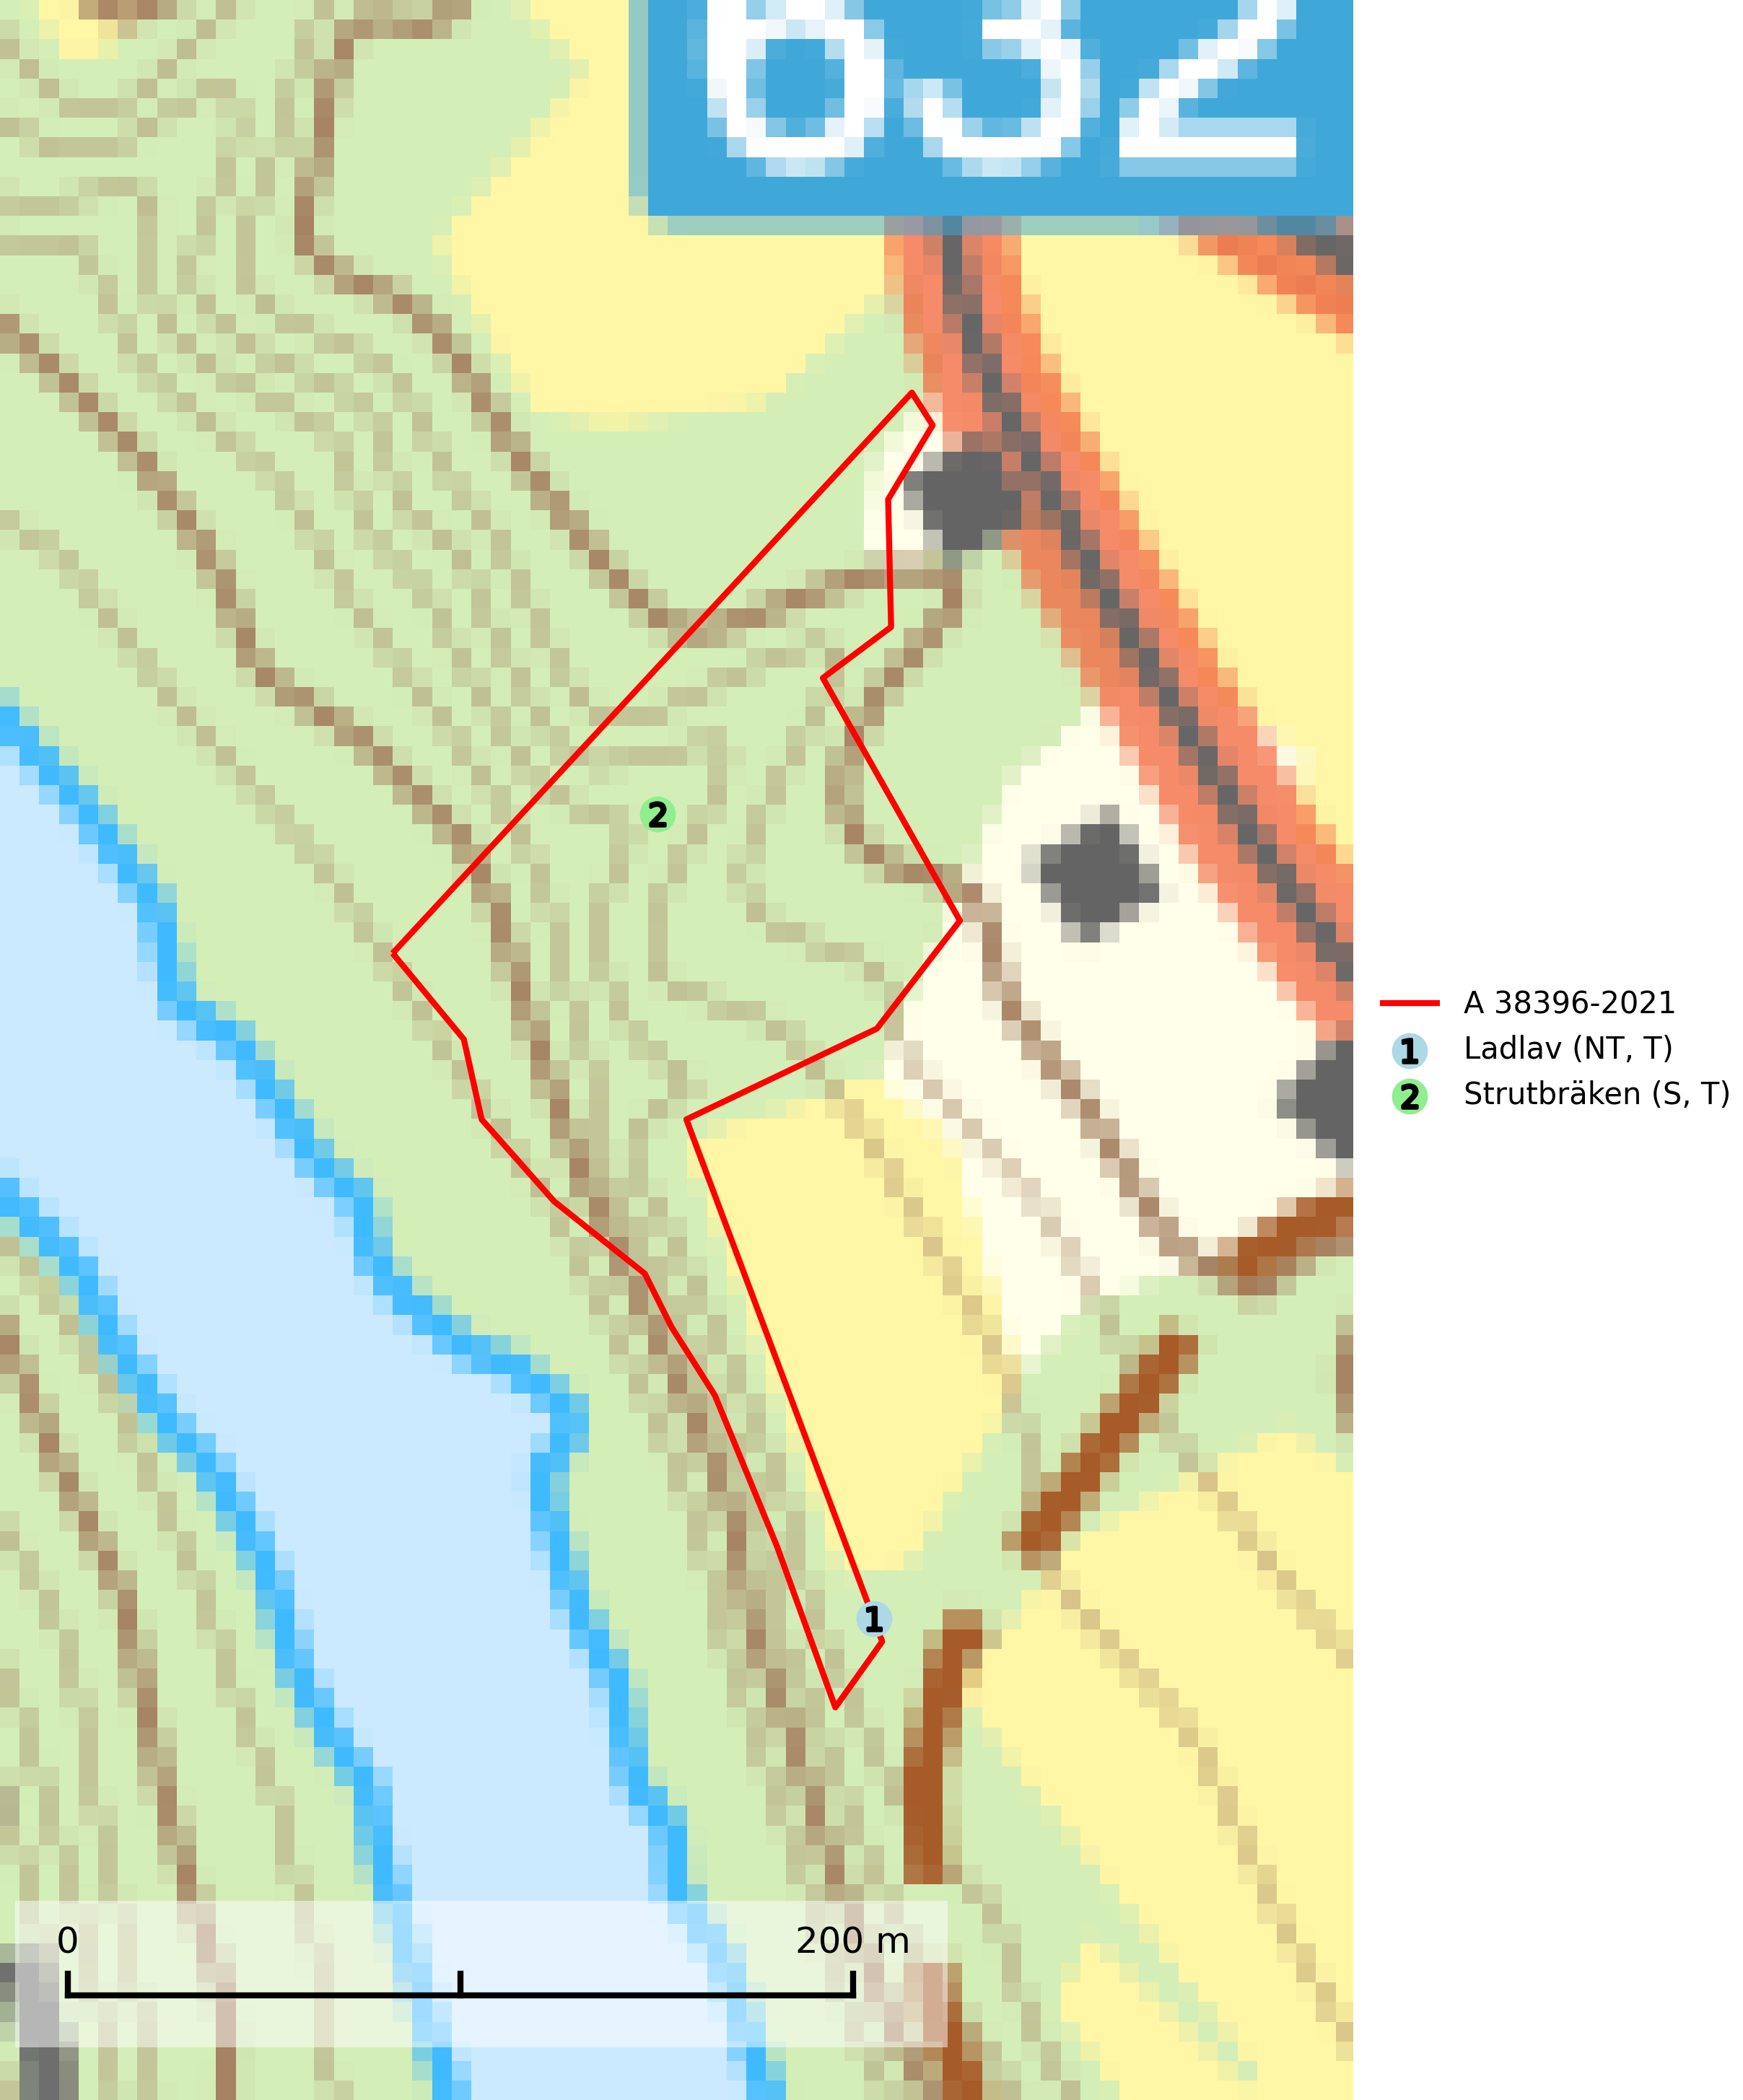 632
2
1
A 38396-2021
1 Ladlav (NT, T)
2 Strutbräken (S, T)
0 200 m